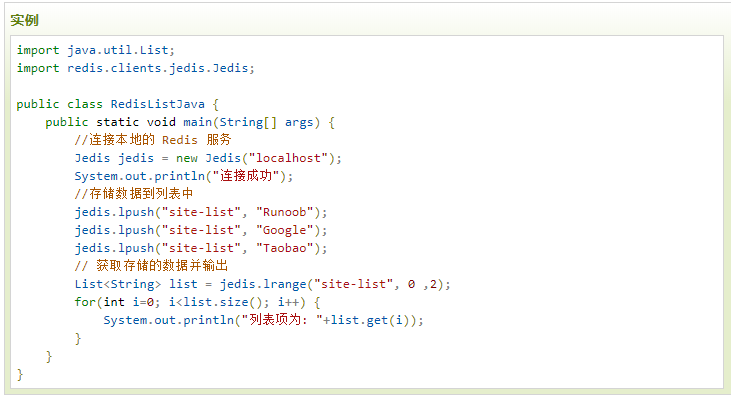 实例
import java.util.List;
import redis.clients.jedis.Jedis;

public class RedisListJava {
    public static void main(String[] args) {
        //连接本地的 Redis 服务
        Jedis jedis = new Jedis("localhost");
        System.out.println("连接成功");
        //存储数据到列表中
        jedis.lpush("site-list", "Runoob");
        jedis.lpush("site-list", "Google");
        jedis.lpush("site-list", "Taobao");
        // 获取存储的数据并输出
        List<String> list = jedis.lrange("site-list", 0 ,2);
        for(int i=0; i<list.size(); i++) {
            System.out.println("列表项为: "+list.get(i));
        }
    }
}